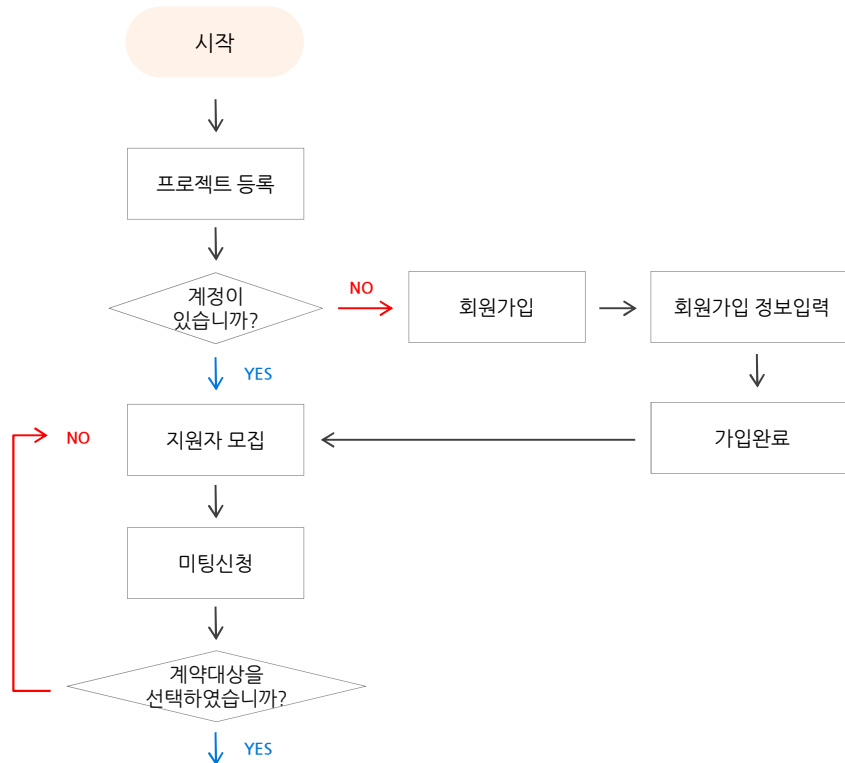 시작
프로젝트 등록
계정이
있습니까?
NO
회원가입
회원가입 정보입력
YES
NO
지원자 모집
가입완료
미팅신청
계약대상을
선택하였습니까?
YES